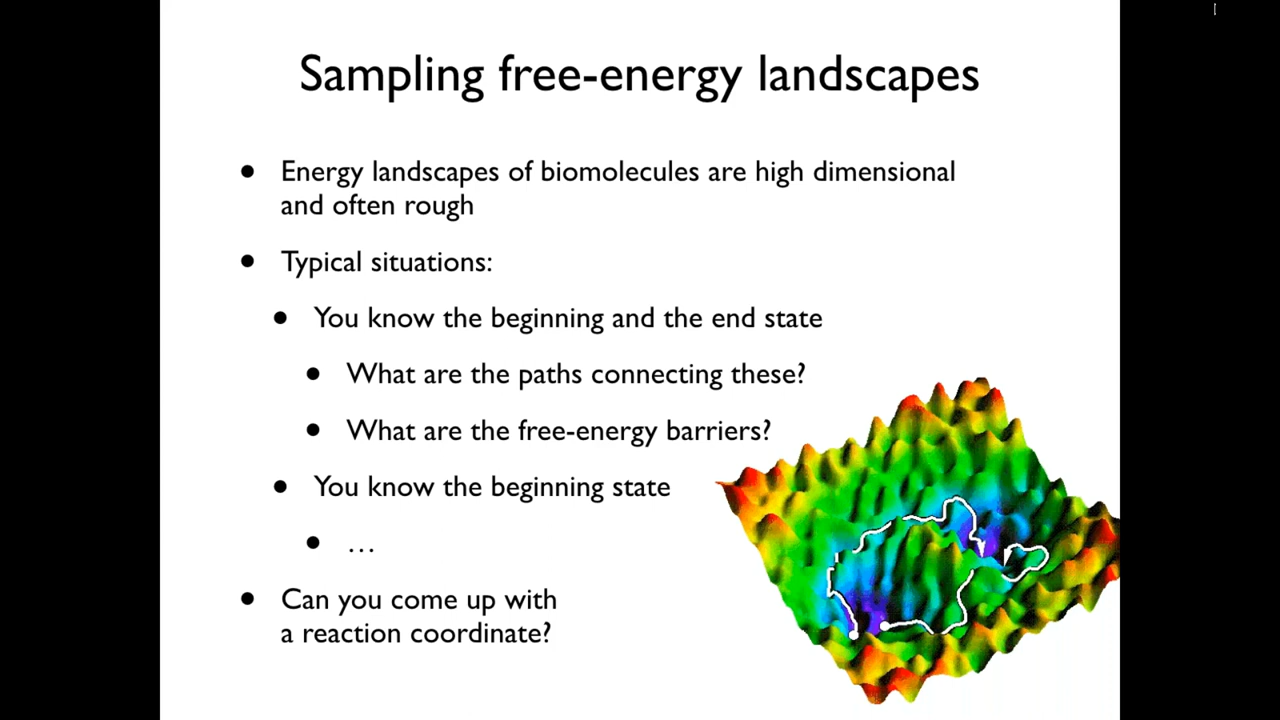 Sampling free-energy landscapes
• Energy landscapes of biomolecules are high dimensional
and often rough
• Typical situations:
• You know the beginning and the end state
• What are the paths connecting these?
• What are the free-energy barriers?
• You know the beginning state
• …
• Can you come up with
a reaction coordinate?